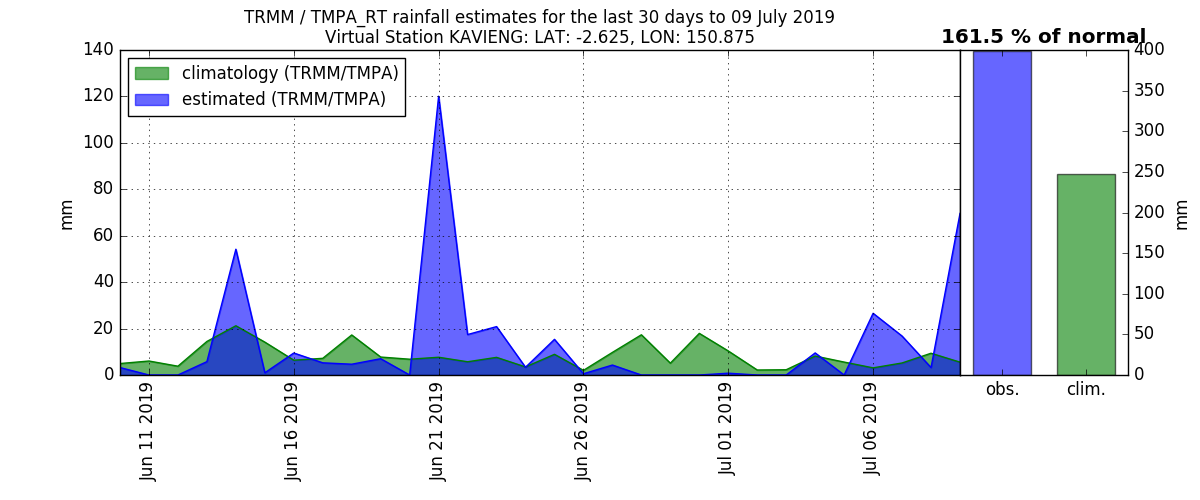 TRMM / TMPA_RT rainfall estimates for the last 30 days to 09 July 2019
Virtual Station KAVIENG: LAT: -2.625, LON: 150.875
161.5 % of normal
climatology (TRMM/TMPA)
estimated (TRMM/TMPA)
140
120
100
80
60
40
20
0
mm
Jun 11 2019
Jun 16 2019
Jun 21 2019
Jun 26 2019
Jul 01 2019
Jul 06 2019
obs.
clim.
400
350
300
250
200
150
100
50
0
mm